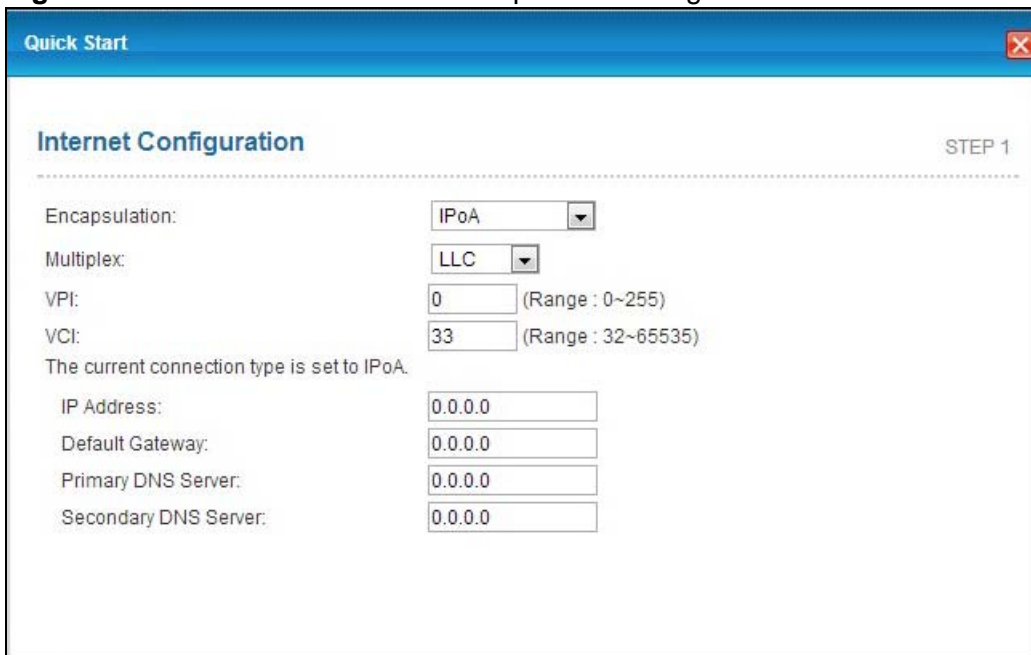 Quick Start
Internet Configuration
STEP 1
Encapsulation: IPoA
Multiplex: LLC
VPI: 0 (Range : 0~255)
VCI: 33 (Range : 32~65535)
The current connection type is set to IPoA.
IP Address: 0.0.0.0
Default Gateway: 0.0.0.0
Primary DNS Server: 0.0.0.0
Secondary DNS Server: 0.0.0.0